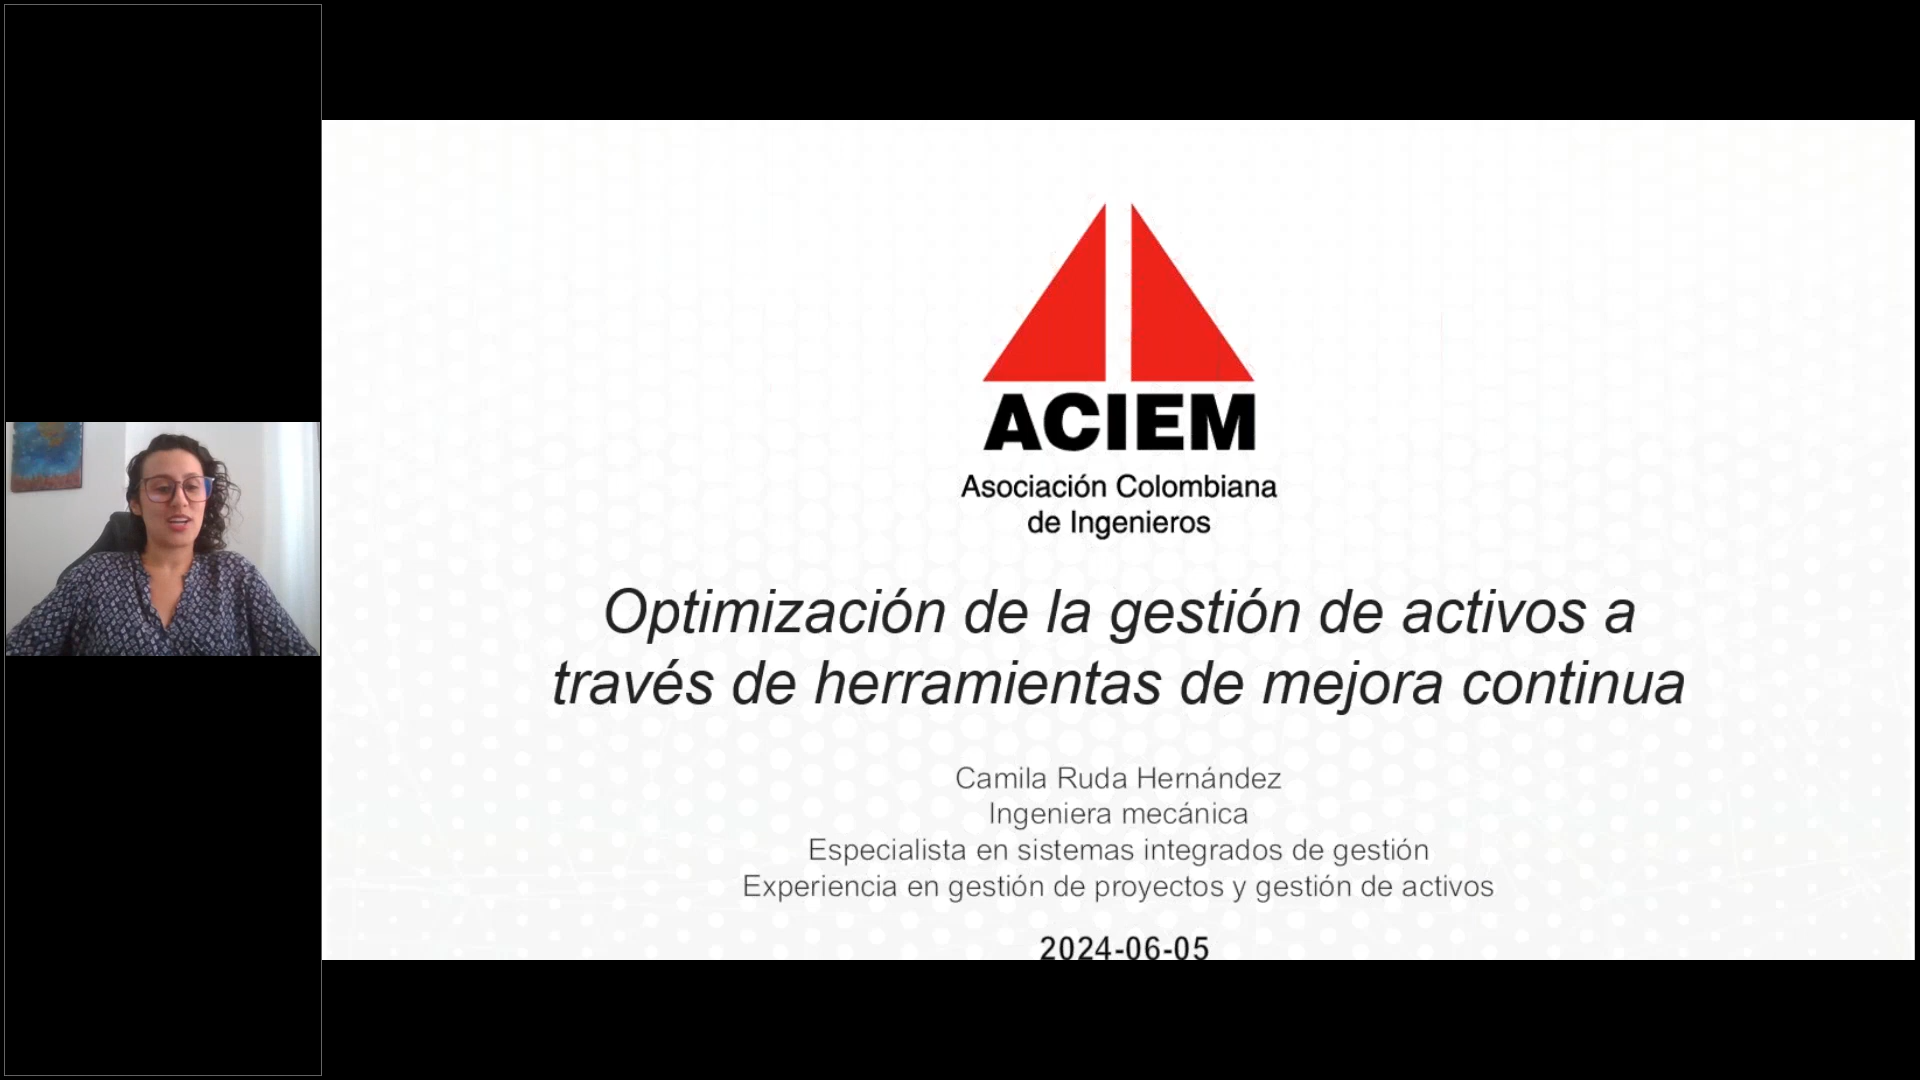 ACIEM
Asociación Colombiana
de Ingenieros
Optimización de la gestión de activos a
través de herramientas de mejora continua
Camila Ruda Hernández
Ingeniera mecánica
Especialista en sistemas integrados de gestión
Experiencia en gestión de proyectos y gestión de activos
2024-06-05